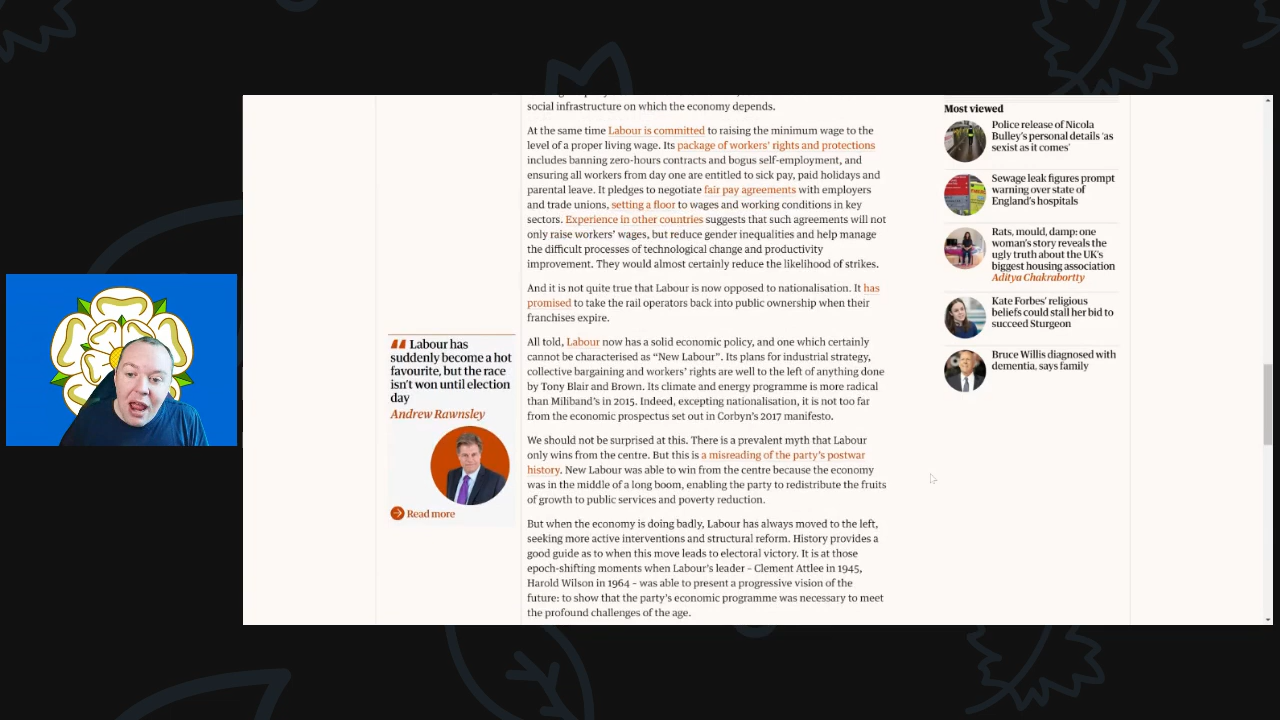 social infrastructure on which the economy depends.
At the same time Labour is committed to raising the minimum wage to the
level of a proper living wage. Its package of workers' rights and protections
includes banning zero-hours contracts and bogus self-employment, and
ensuring all workers from day one are entitled to sick pay, paid holidays and
parental leave. It pledges to negotiate fair pay agreements with employers
and trade unions, setting a floor to wages and working conditions in key
sectors. Experience in other countries suggests that such agreements will not
only raise workers' wages, but reduce gender inequalities and help manage
the difficult processes of technological change and productivity
improvement. They would almost certainly reduce the likelihood of strikes.
And it is not quite true that Labour is now opposed to nationalisation. It has
promised to take the rail operators back into public ownership when their
franchises expire.
All told, Labour now has a solid economic policy, and one which certainly
cannot be characterised as “New Labour”. Its plans for industrial strategy,
collective bargaining and workers' rights are well to the left of anything done
by Tony Blair and Brown. Its climate and energy programme is more radical
than Miliband's in 2015. Indeed, excepting nationalisation, it is not too far
from the economic prospectus set out in Corbyn's 2017 manifesto.
We should not be surprised at this. There is a prevalent myth that Labour
only wins from the centre. But this is a misreading of the party's postwar
history. New Labour was able to win from the centre because the economy
was in the middle of a long boom, enabling the party to redistribute the fruits
of growth to public services and poverty reduction.
But when the economy is doing badly, Labour has always moved to the left,
seeking more active interventions and structural reform. History provides a
good guide as to when this move leads to electoral victory. It is at those
epoch-shifting moments when Labour's leader – Clement Attlee in 1945,
Harold Wilson in 1964 – was able to present a progressive vision of the
future: to show that the party's economic programme was necessary to meet
the profound challenges of the age.
“ Labour has
suddenly become a hot
favourite, but the race
isn't won until election
day
Andrew Rawnsley
Read more
Most viewed
Police release of Nicola
Bulley's personal details ‘as
sexist as it comes’
Sewage leak figures prompt
warning over state of
England's hospitals
Rats, mould, damp: one
woman's story reveals the
ugly truth about the UK's
biggest housing association
Aditya Chakrabortty
Kate Forbes' religious
beliefs could stall her bid to
succeed Sturgeon
Bruce Willis diagnosed with
dementia, says family